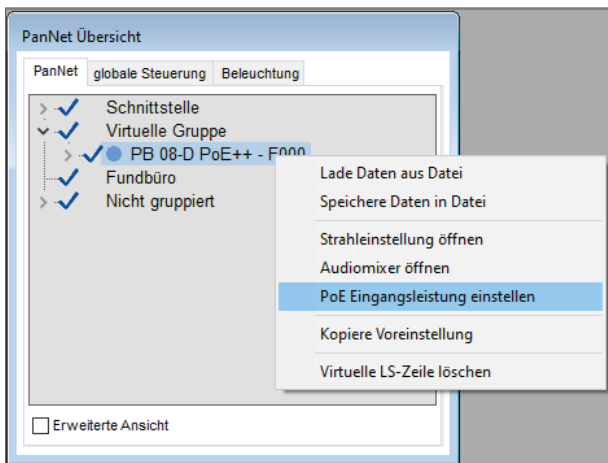 PanNet Übersicht
PanNet globale Steuerung Beleuchtung
Schnittstelle
Virtuelle Gruppe
PB 08-D PoE++ - F000
Fundbüro
Nicht gruppiert
Lade Daten aus Datei
Speichere Daten in Datei
Strahleinstellung öffnen
Audiomixer öffnen
PoE Eingangsleistung einstellen
Kopiere Voreinstellung
Virtuelle LS-Zeile löschen
Erweiterte Ansicht